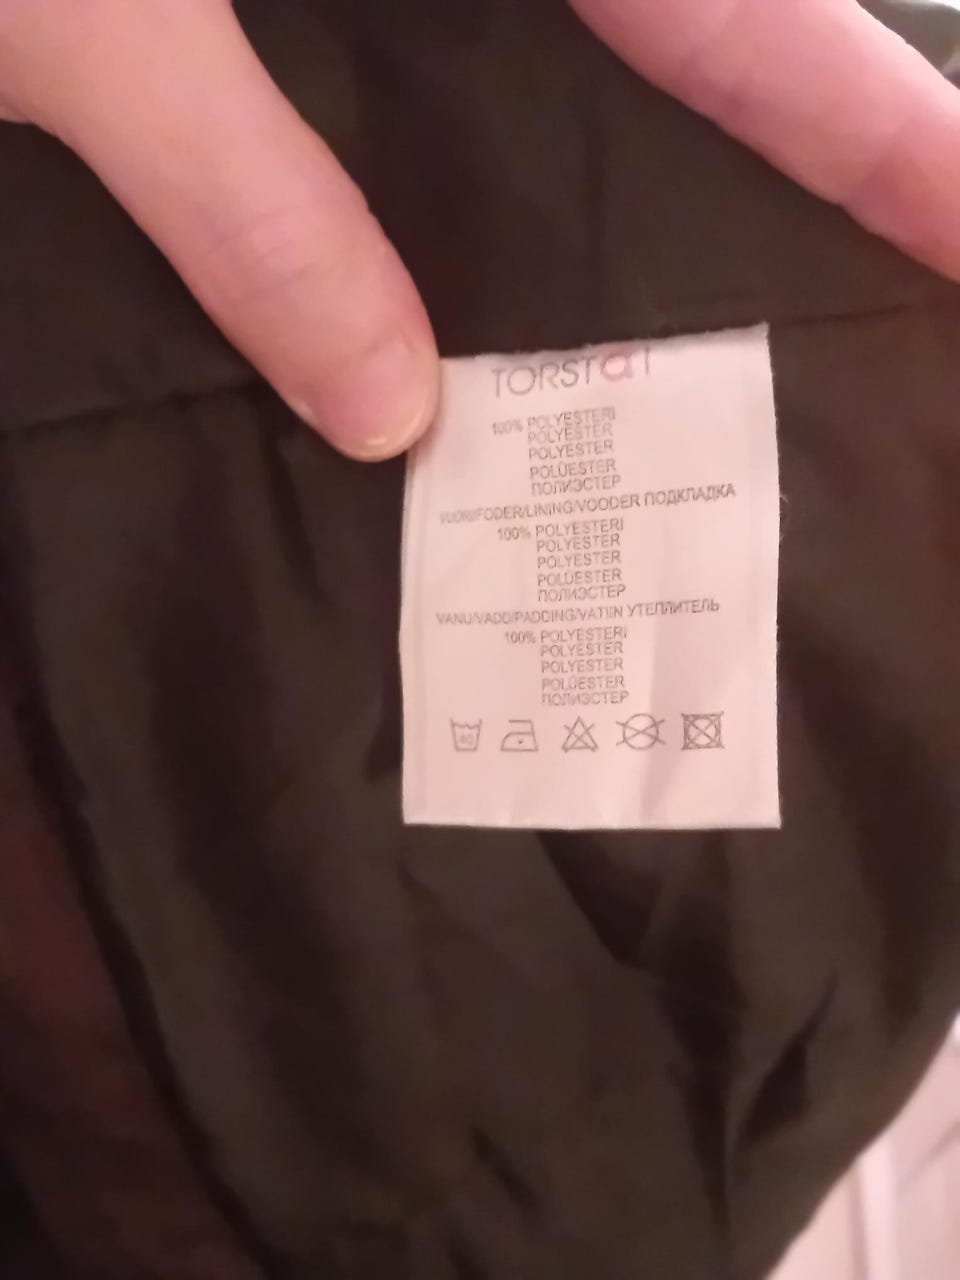 TORSTAI
100% POLYESTERI
POLYESTER
POLYESTER
POLÜESTER
ПОЛИЭСТЕР
VUORI/FODER/LINING/VOODER ПОДКЛАДКА
100% POLYESTERI
POLYESTER
POLYESTER
POLÜESTER
ПОЛИЭСТЕР
VANU/VADD/PADDING/VATIIN УТЕПЛИТЕЛЬ
100% POLYESTERI
POLYESTER
POLYESTER
POLÜESTER
ПОЛИЭСТЕР
40